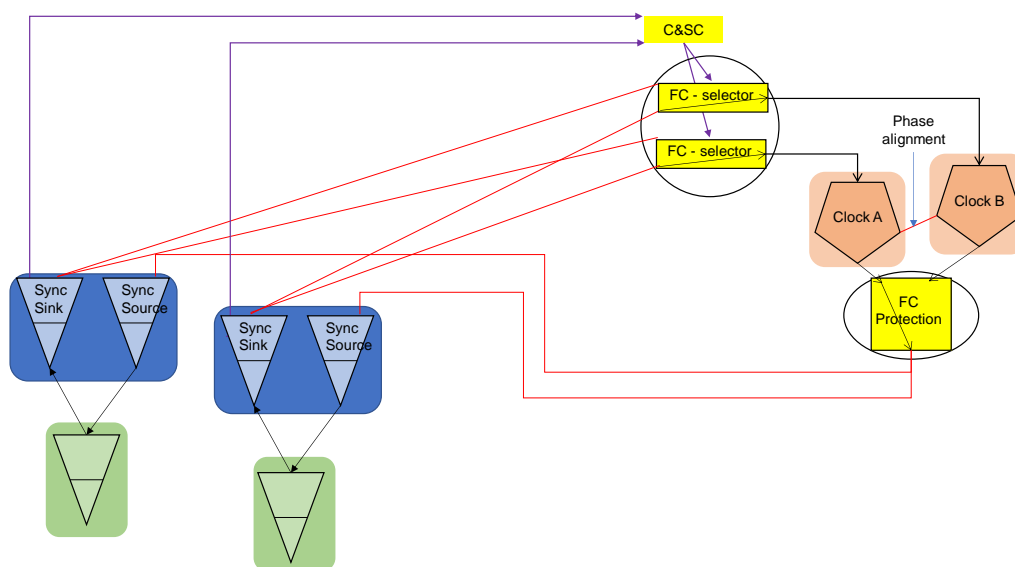 C&SC
FC - selector
FC - selector
Phase
alignment
Clock A
Clock B
Sync
Sink
Sync
Source
Sync
Sink
Sync
Source
FC
Protection